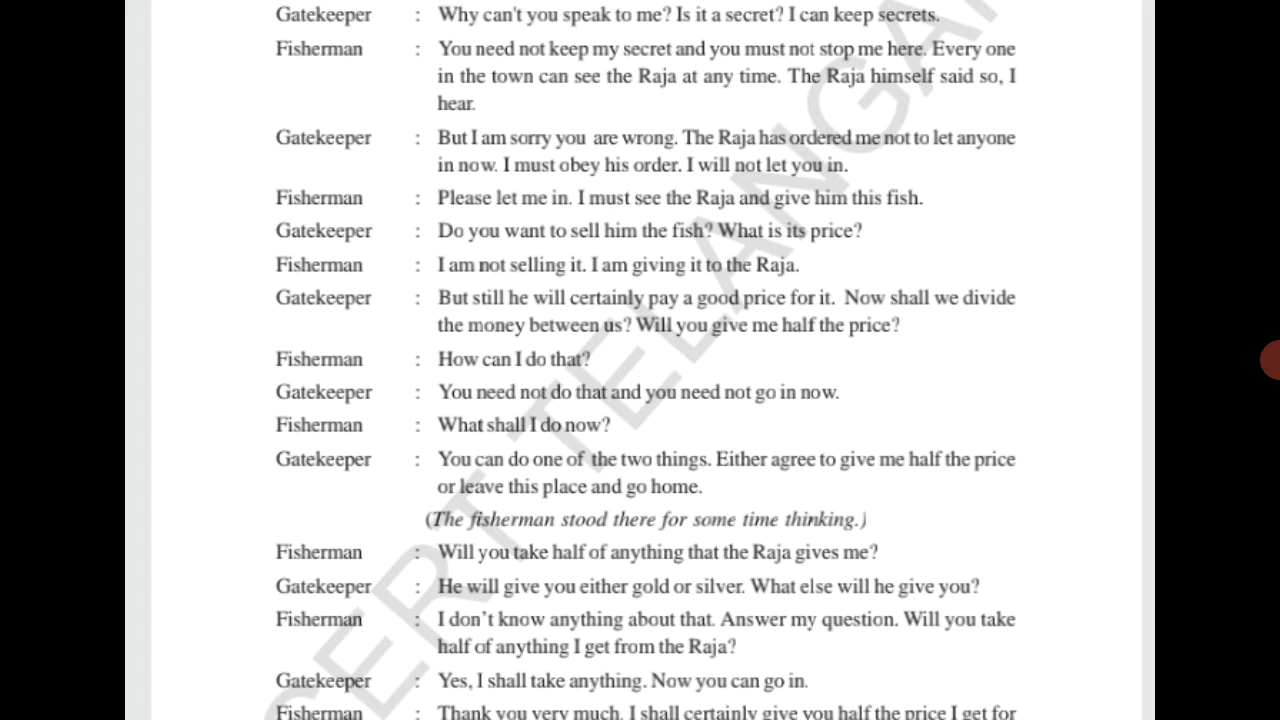 Gatekeeper : Why can't you speak to me? Is it a secret? I can keep secrets.
Fisherman : You need not keep my secret and you must not stop me here. Every one
in the town can see the Raja at any time. The Raja himself said so, I
hear.
Gatekeeper : But I am sorry you are wrong. The Raja has ordered me not to let anyone
in now. I must obey his order. I will not let you in.
Fisherman : Please let me in. I must see the Raja and give him this fish.
Gatekeeper : Do you want to sell him the fish? What is its price?
Fisherman : I am not selling it. I am giving it to the Raja.
Gatekeeper : But still he will certainly pay a good price for it. Now shall we divide
the money between us? Will you give me half the price?
Fisherman : How can I do that?
Gatekeeper : You need not do that and you need not go in now.
Fisherman : What shall I do now?
Gatekeeper : You can do one of the two things. Either agree to give me half the price
or leave this place and go home.
(The fisherman stood there for some time thinking.)
Fisherman : Will you take half of anything that the Raja gives me?
Gatekeeper : He will give you either gold or silver. What else will he give you?
Fisherman : I don't know anything about that. Answer my question. Will you take
half of anything I get from the Raja?
Gatekeeper : Yes, I shall take anything. Now you can go in.
Fisherman : Thank you very much. I shall certainly give you half the price I get for
CERT TELANGA